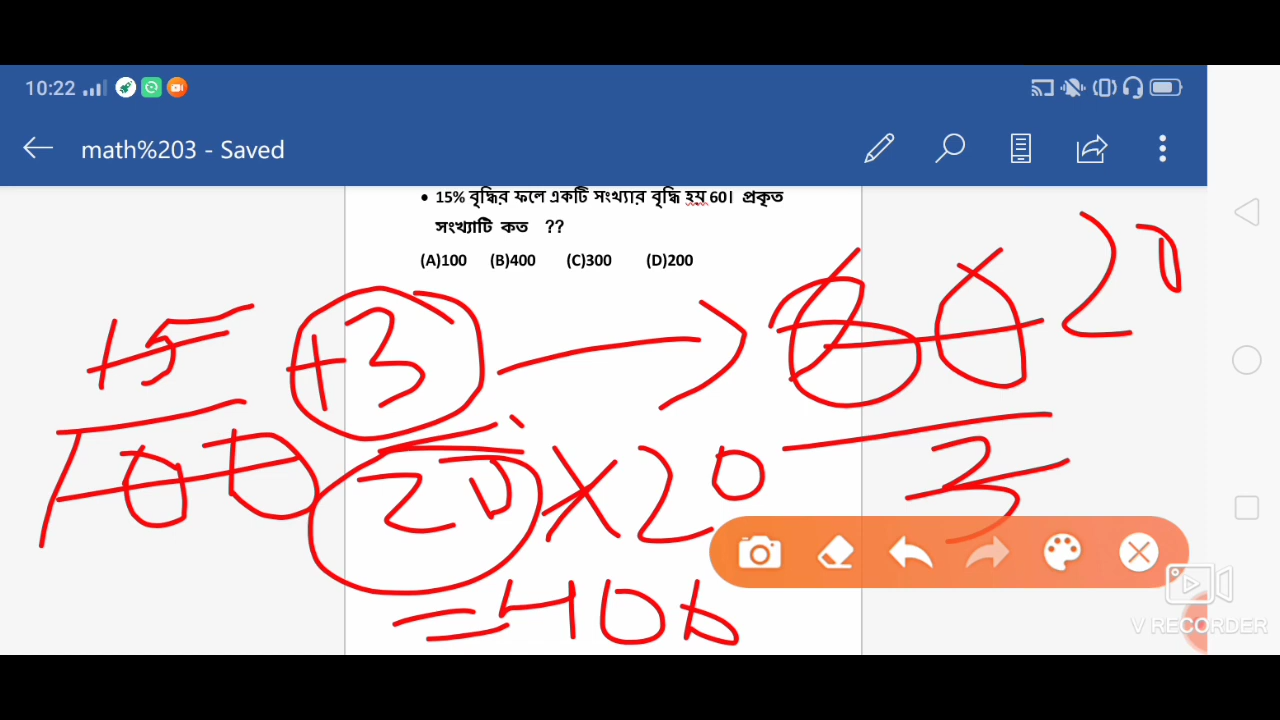 10:22
math%203 - Saved
• 15% বৃদ্ধির ফলে একটি সংখ্যার বৃদ্ধি হয় 60। প্রকৃত
সংখ্যাটি কত ??
(A)100 (B)400 (C)300 (D)200
15 +3 60 20
100 20 × 20 3
= 400
V RECORDER